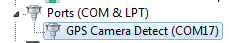 Ports (COM & LPT)
GPS Camera Detect (COM17)